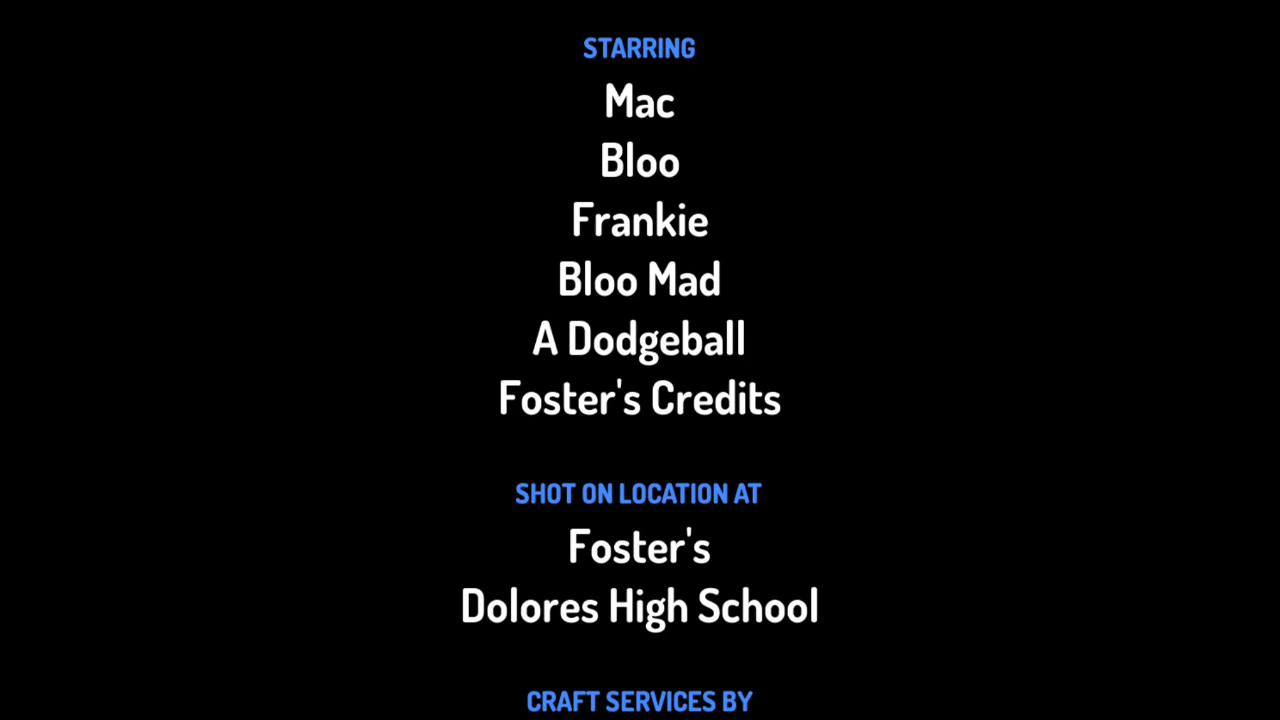 STARRING
Mac
Bloo
Frankie
Bloo Mad
A Dodgeball
Foster's Credits
SHOT ON LOCATION AT
Foster's
Dolores High School
CRAFT SERVICES BY